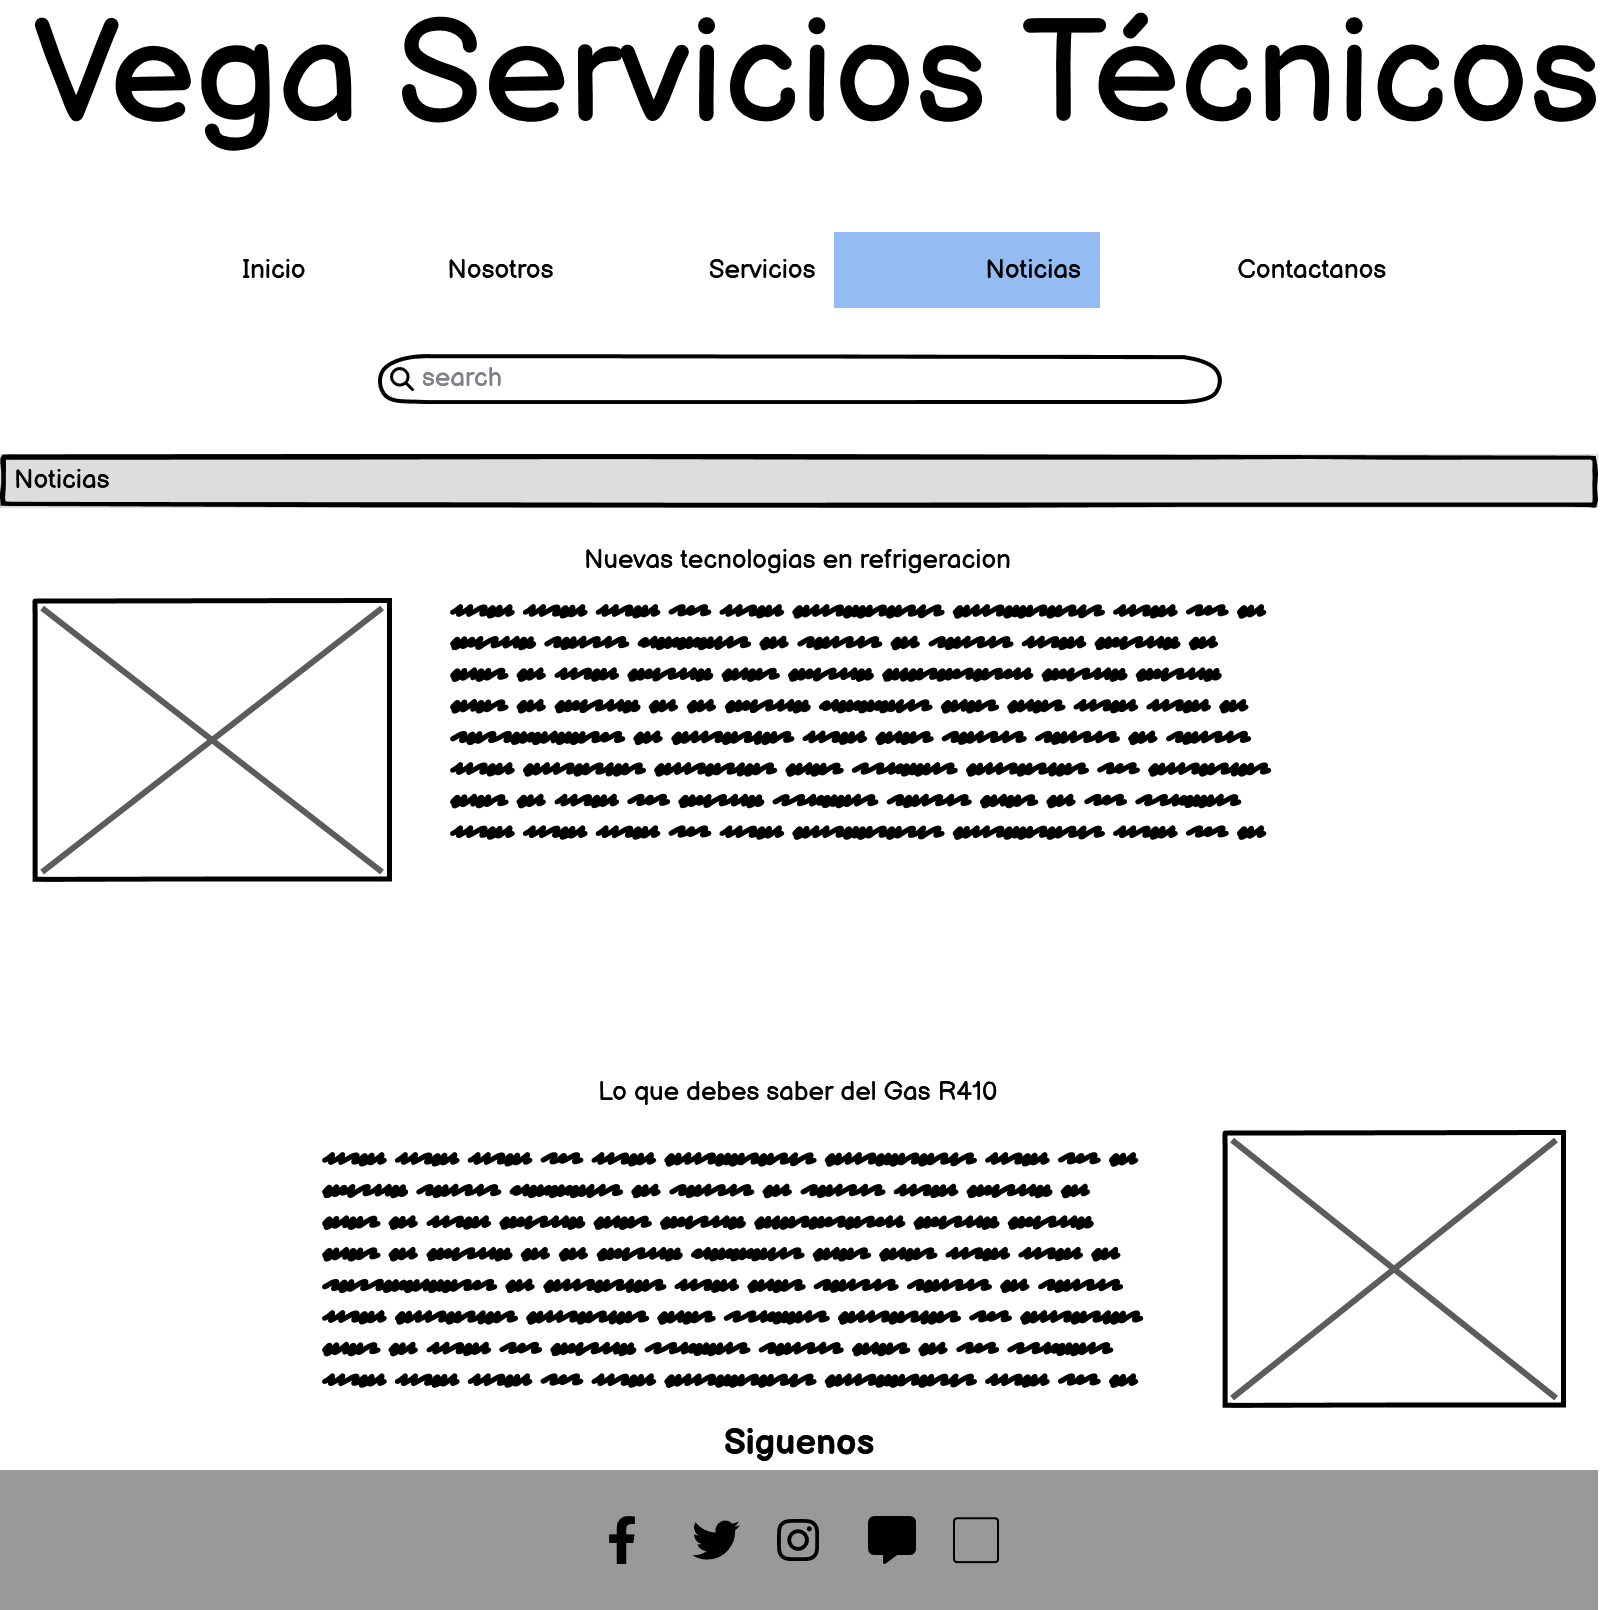 Vega Servicios Técnicos
Inicio Nosotros Servicios Noticias Contactanos
search
Noticias
Nuevas tecnologias en refrigeracion
Lo que debes saber del Gas R410
Siguenos